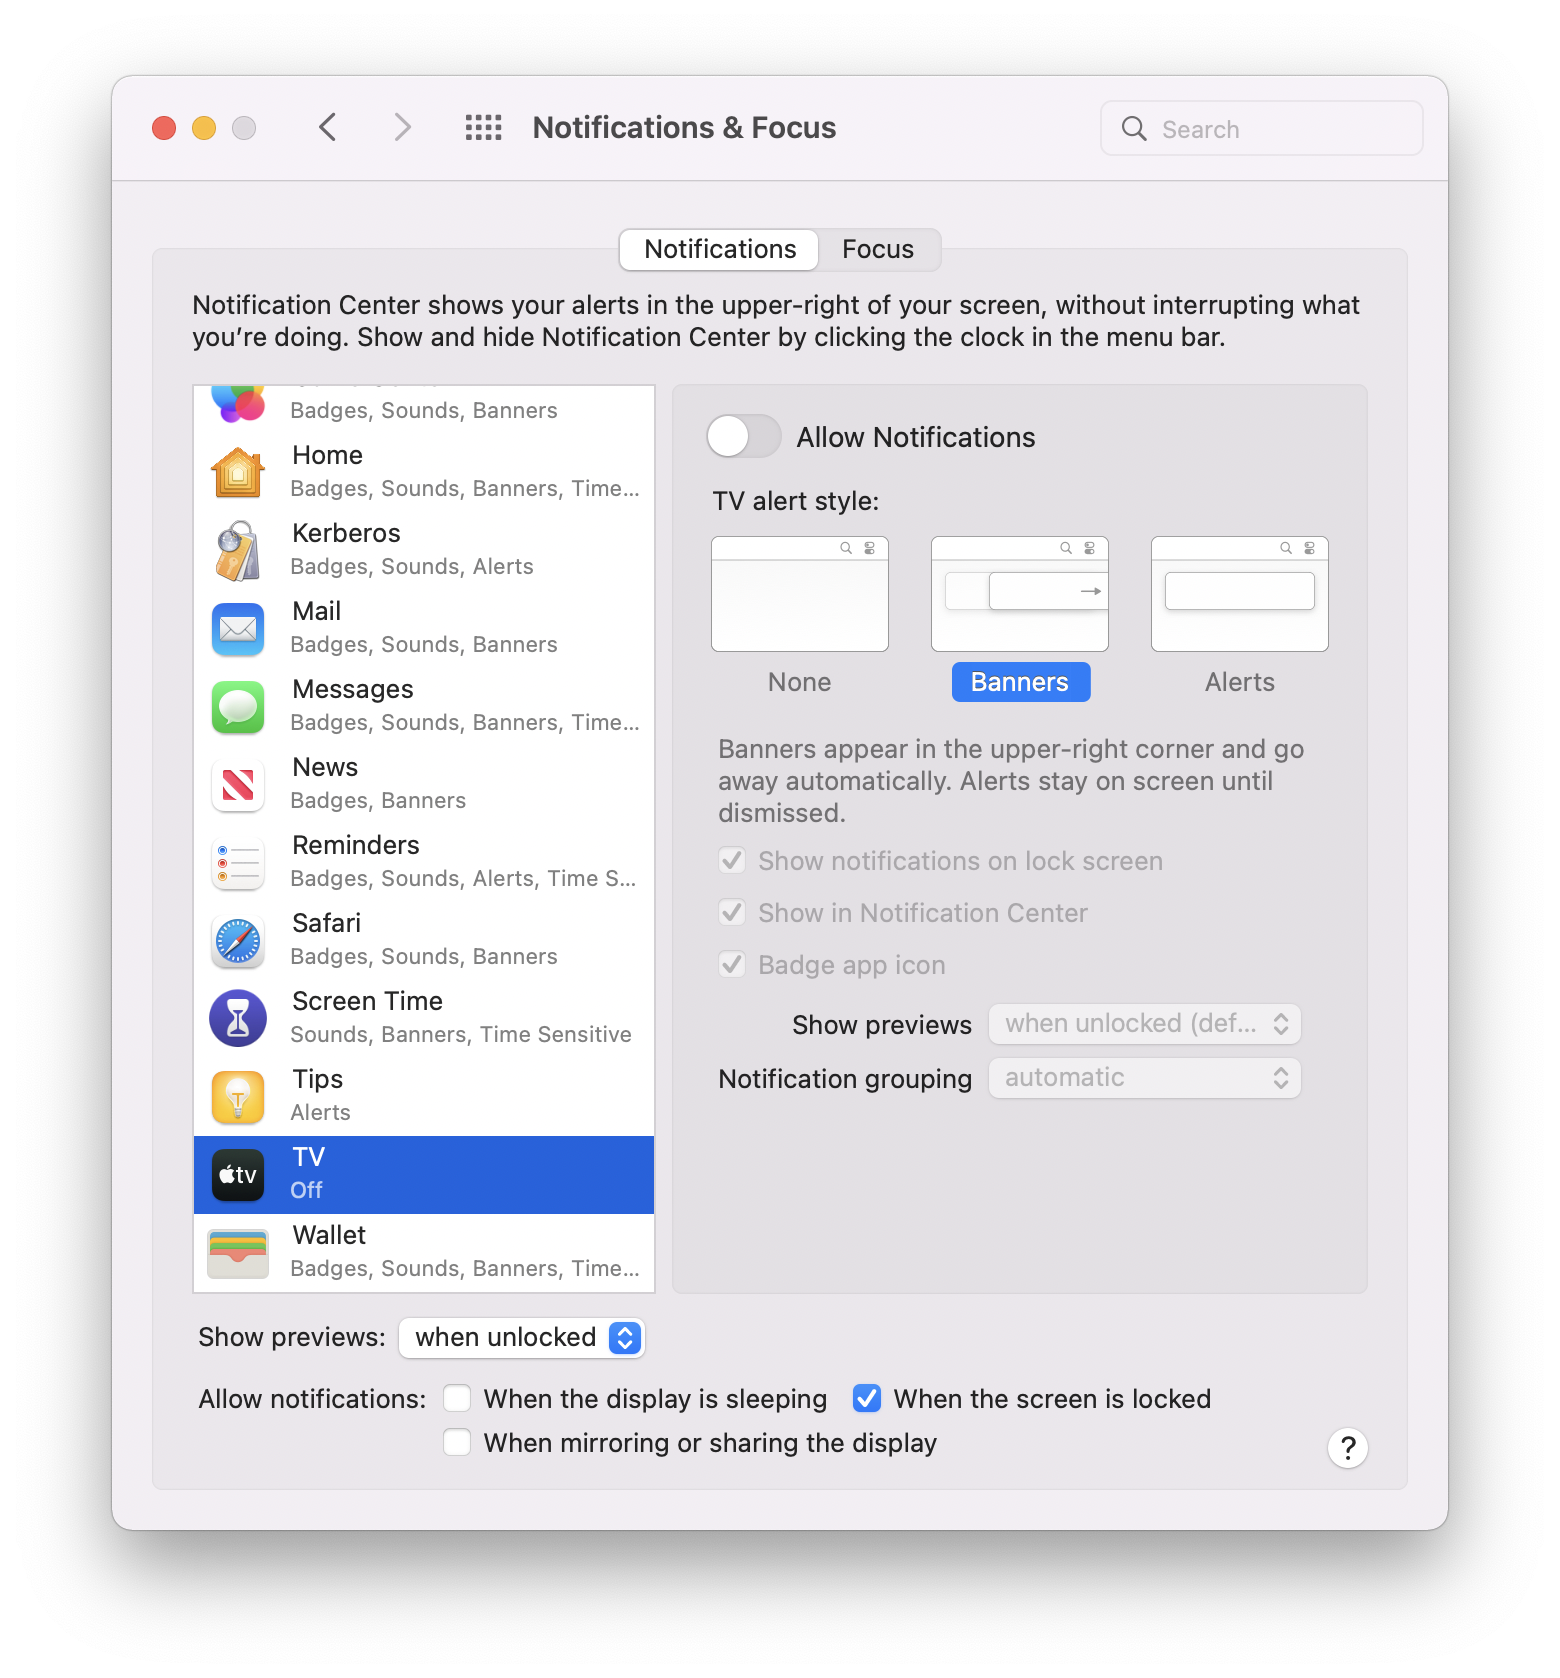 Notifications & Focus
Search
Notifications
Focus
Notification Center shows your alerts in the upper-right of your screen, without interrupting what
you’re doing. Show and hide Notification Center by clicking the clock in the menu bar.
Badges, Sounds, Banners
Home
Badges, Sounds, Banners, Time...
Kerberos
Badges, Sounds, Alerts
Mail
Badges, Sounds, Banners
Messages
Badges, Sounds, Banners, Time...
News
Badges, Banners
Reminders
Badges, Sounds, Alerts, Time S...
Safari
Badges, Sounds, Banners
Screen Time
Sounds, Banners, Time Sensitive
Tips
Alerts
tv
TV
Off
Wallet
Badges, Sounds, Banners, Time...
Allow Notifications
TV alert style:
None
Banners
Alerts
Banners appear in the upper-right corner and go
away automatically. Alerts stay on screen until
dismissed.
Show notifications on lock screen
Show in Notification Center
Badge app icon
Show previews
when unlocked (def...
Notification grouping
automatic
Show previews:
when unlocked
Allow notifications:
When the display is sleeping
When the screen is locked
When mirroring or sharing the display
?